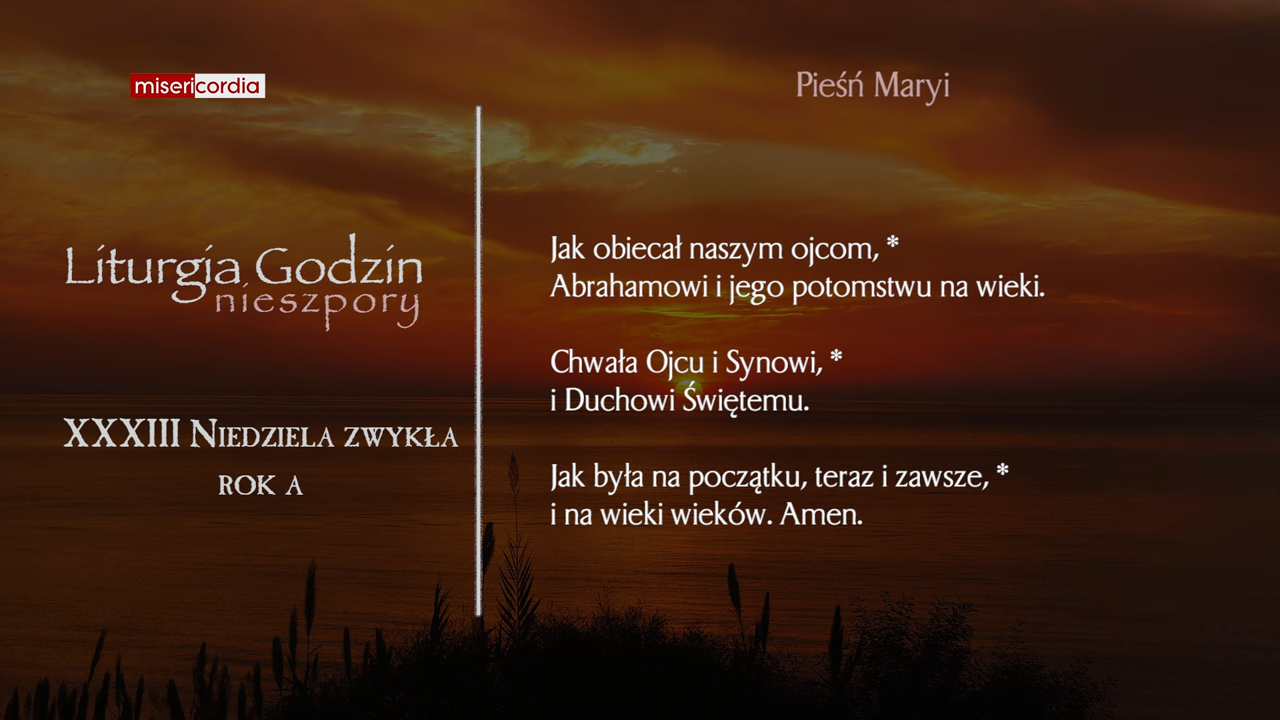 misericordia
Pieśń Maryi
Liturgia Godzin
nieszpory
XXXIII Niedziela zwykła
rok A
Jak obiecał naszym ojcom, *
Abrahamowi i jego potomstwu na wieki.
Chwała Ojcu i Synowi, *
i Duchowi Świętemu.
Jak była na początku, teraz i zawsze, *
i na wieki wieków. Amen.